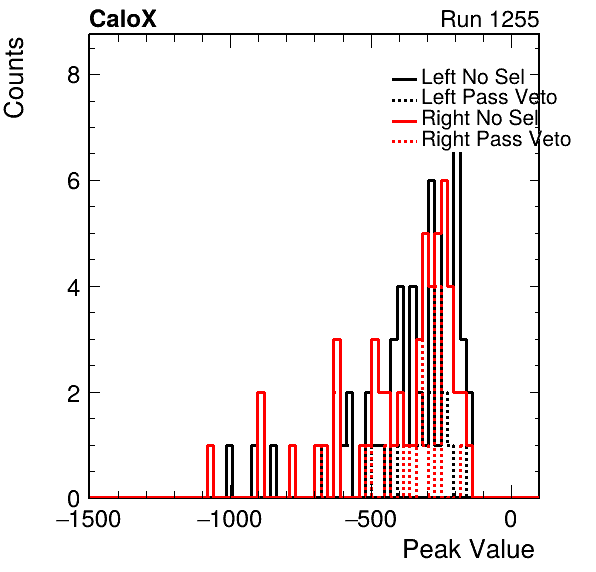 CaloX Run 1255
Counts
8
6
4
2
0
Left No Sel
Left Pass Veto
Right No Sel
Right Pass Veto
−1500 −1000 −500 0
Peak Value